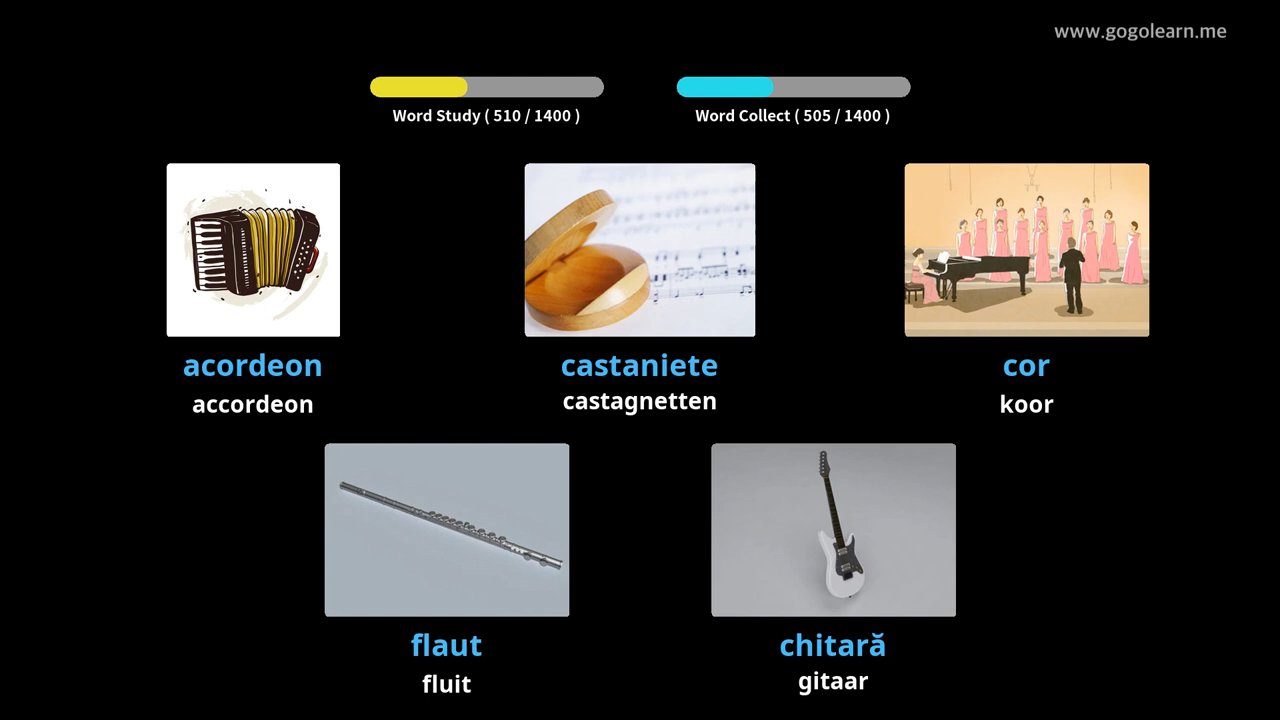 www.gogolearn.me
Word Study ( 510 / 1400 )
Word Collect ( 505 / 1400 )
acordeon
accordeon
castaniete
castagnetten
cor
koor
flaut
fluit
chitară
gitaar